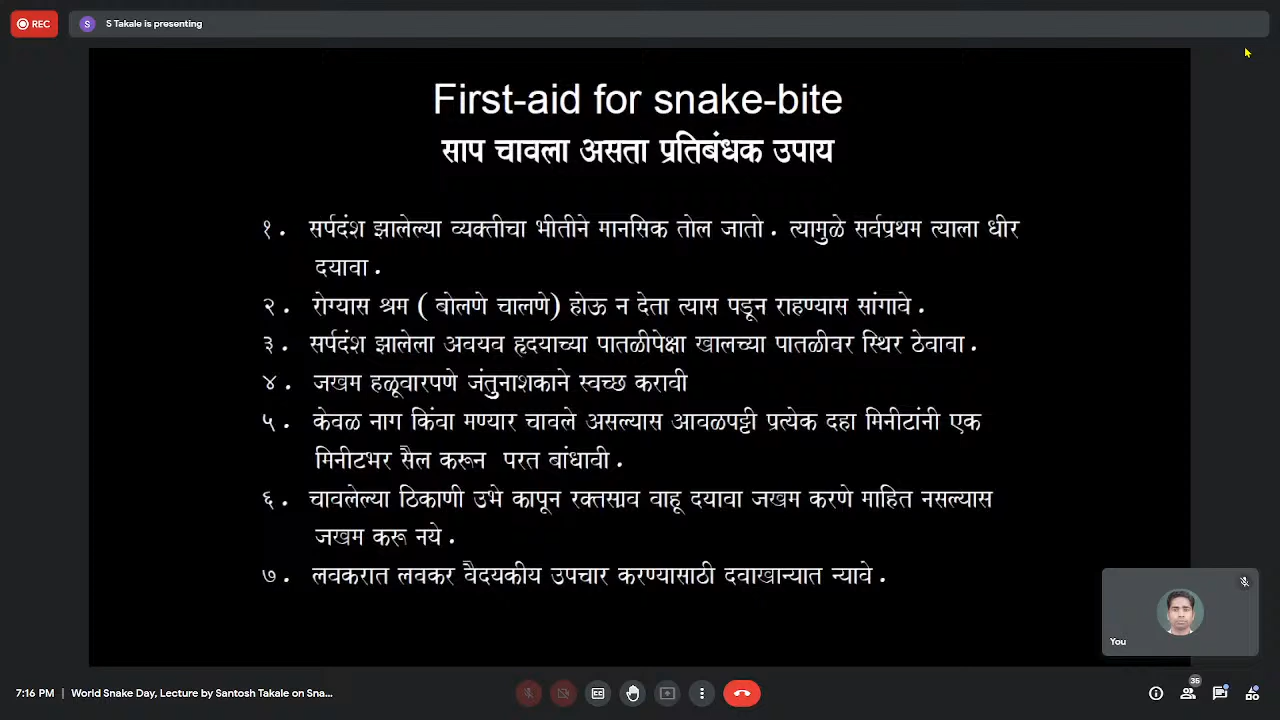 REC
S
S Takale is presenting
First-aid for snake-bite
साप चावला असता प्रतिबंधक उपाय
१. सर्पदंश झालेल्या व्यक्तीचा भीतीने मानसिक तोल जातो. त्यामुळे सर्वप्रथम त्याला धीर
दयावा.
२. रोग्यास श्रम ( बोलणे चालणे) होऊ न देता त्यास पडून राहण्यास सांगावे.
३. सर्पदंश झालेला अवयव हृदयाच्या पातळीपेक्षा खालच्या पातळीवर स्थिर ठेवावा.
४. जखम हळूवारपणे जंतुनाशकाने स्वच्छ करावी
५. केवळ नाग किंवा मण्यार चावले असल्यास आवळपट्टी प्रत्येक दहा मिनीटांनी एक
मिनीटभर सैल करून परत बांधावी.
६. चावलेल्या ठिकाणी उभे कापून रक्तस्राव वाहू दयावा जखम करणे माहित नसल्यास
जखम करू नये.
७. लवकरात लवकर वैदयकीय उपचार करण्यासाठी दवाखान्यात न्यावे.
You
7:16 PM | World Snake Day, Lecture by Santosh Takale on Sna...
35